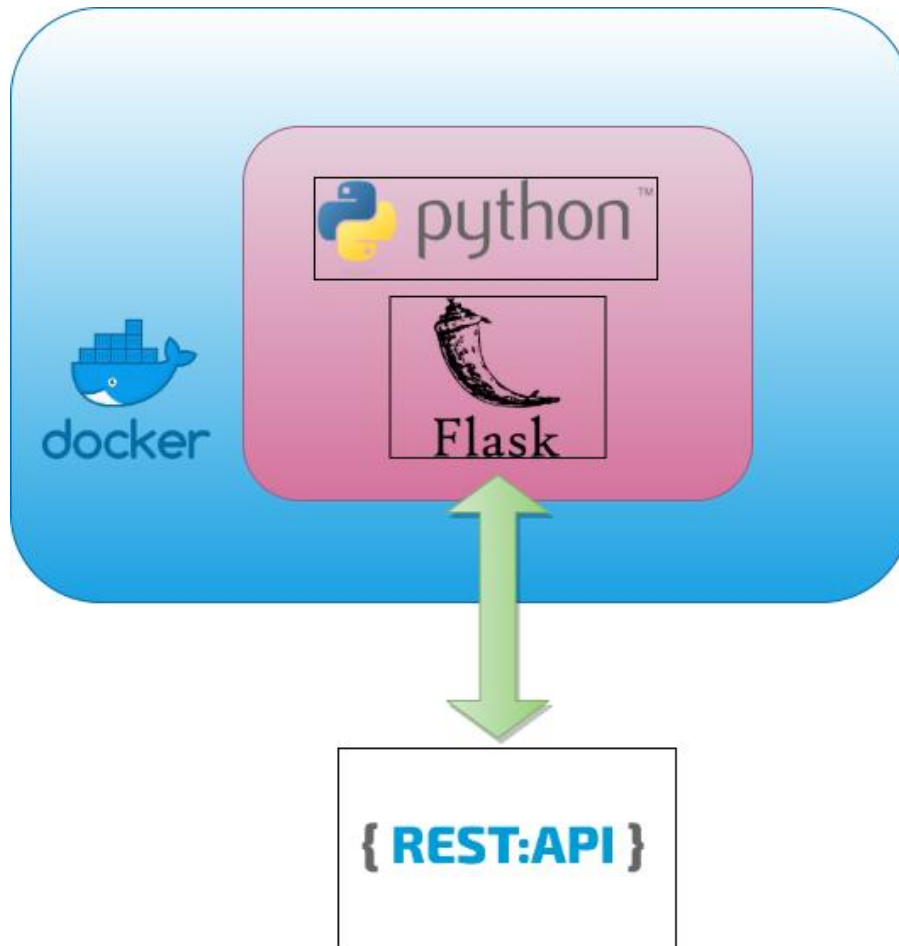 python™
docker
Flask
{ REST:API }